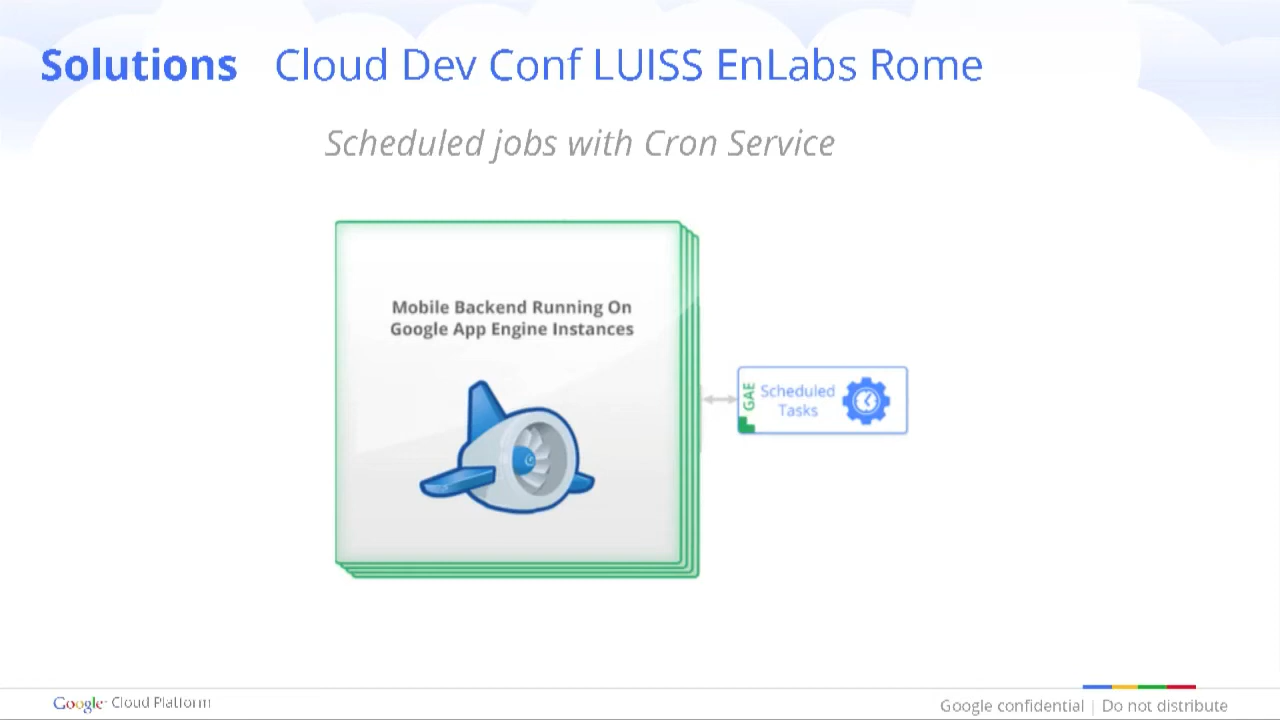 Solutions Cloud Dev Conf LUISS EnLabs Rome
Scheduled jobs with Cron Service
Mobile Backend Running On
Google App Engine Instances
GAE
Scheduled
Tasks
Google Cloud Platform
Google confidential | Do not distribute